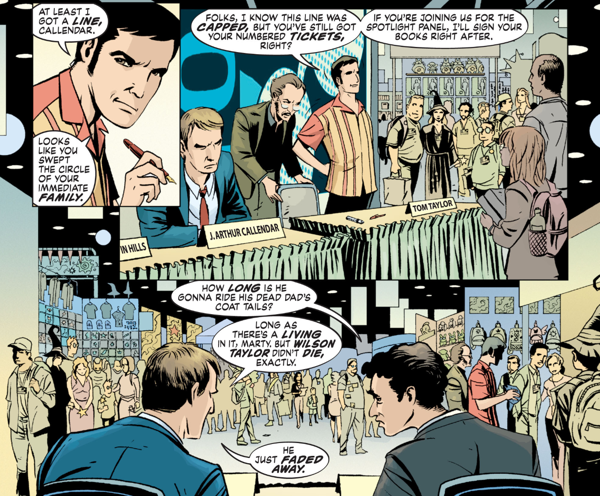 AT LEAST I
GOT A LINE,
CALLENDAR.
LOOKS
LIKE YOU
SWEPT
THE CIRCLE
OF YOUR
IMMEDIATE
FAMILY.
FOLKS, I KNOW THIS LINE WAS
CAPPED, BUT YOU'VE STILL GOT
YOUR NUMBERED TICKETS,
RIGHT?
IF YOU'RE JOINING US FOR THE
SPOTLIGHT PANEL, I'LL SIGN YOUR
BOOKS RIGHT AFTER.
IN HILLS
J. ARTHUR CALLENDAR
TOM TAYLOR
HOW LONG IS HE
GONNA RIDE HIS DEAD DAD'S
COAT TAILS?
LONG AS
THERE'S A LIVING
IN IT, MARTY. BUT WILSON
TAYLOR DIDN'T DIE,
EXACTLY.
HE
JUST FADED
AWAY.